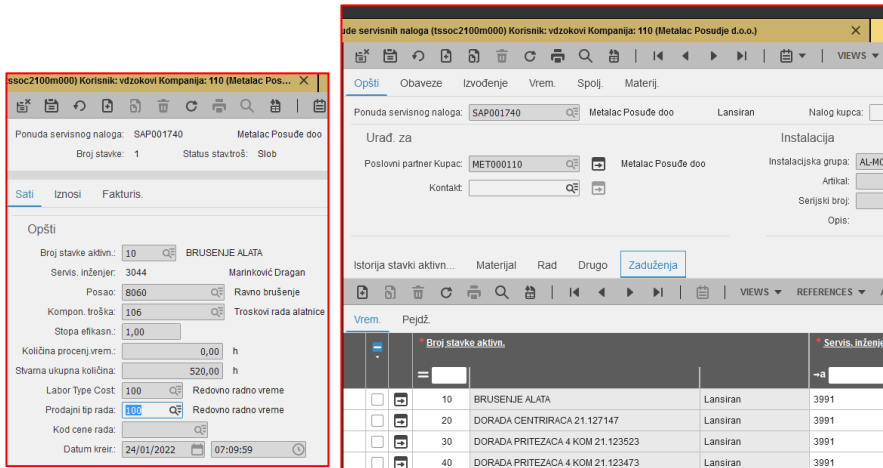 ssoc2100m000) Korisnik: vdzokovi Kompanija: 110 (Metalac Pos...
Ponuda servisnog naloga: SAP001740 Metalac Posuđe doo
Broj stavke: 1 Status stav.troš: Slob
Sati Iznosi Fakturis.
Opšti
Broj stavke aktivn.: 10 BRUSENJE ALATA
Servis. inženjer: 3044 Marinković Dragan
Posao: 8060 Ravno brušenje
Kompon. troška: 106 Troskovi rada alatnice
Stopa efikasn.: 1,00
Količina procenj.vrem.: 0,00 h
Stvarna ukupna količina: 520,00 h
Labor Type Cost: 100 Redovno radno vreme
Prodajni tip rada: 100 Redovno radno vreme
Kod cene rada:
Datum kreir.: 24/01/2022 07:09:59
ude servisnih naloga (tssoc2100m000) Korisnik: vdzokovi Kompanija: 110 (Metalac Posudje d.o.o.)
VIEWS
Opšti Obaveze Izvođenje Vrem. Spolj. Materij.
Ponuda servisnog naloga: SAP001740 Metalac Posuđe doo Lansiran Nalog kupca:
Urađ. za Instalacija
Poslovni partner Kupac: MET000110 Metalac Posuđe doo Instalacijska grupa: AL-MO
Kontakt: Artikal:
Serijski broj:
Opis:
Istorija stavki aktivn... Materijal Rad Drugo Zaduženja
VIEWS REFERENCES
Vrem. Pejdž.
* Broj stavke aktivn. * Servis. inženje
10 BRUSENJE ALATA Lansiran 3991
20 DORADA CENTRIRACA 21.127147 Lansiran 3991
30 DORADA PRITEZACA 4 KOM 21.123523 Lansiran 3991
40 DORADA PRITEZACA 4 KOM 21.123473 Lansiran 3991